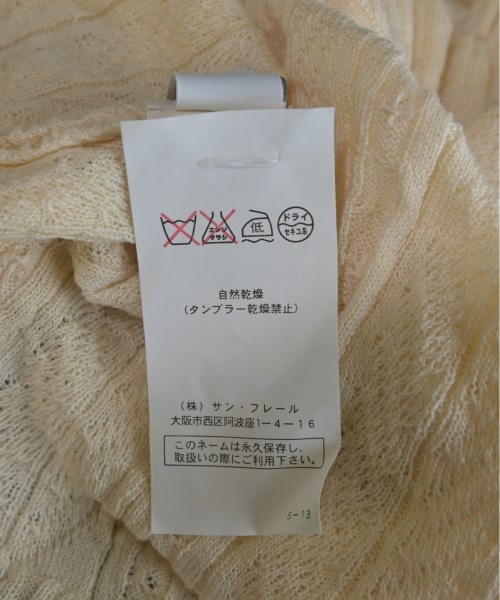 エンソ
サラシ
低
ドライ
セキユ系
自然乾燥
(タンブラー乾燥禁止)
(株) サン・フレール
大阪市西区阿波座1-4-16
このネームは永久保存し、
取扱いの際にご利用下さい。
S-13